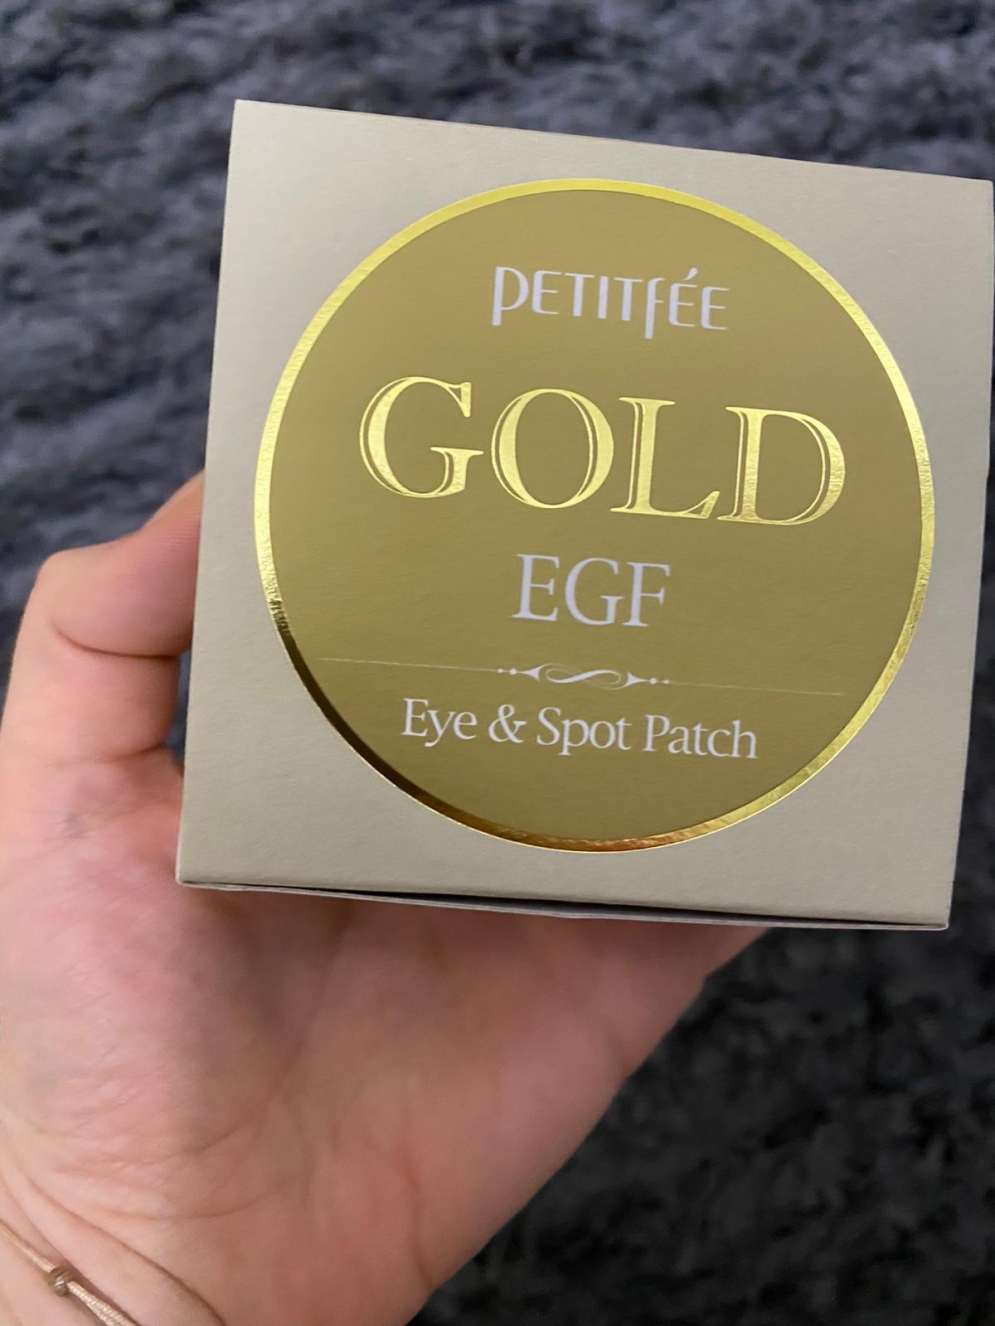 PETITFÉE
GOLD
EGF
Eye & Spot Patch